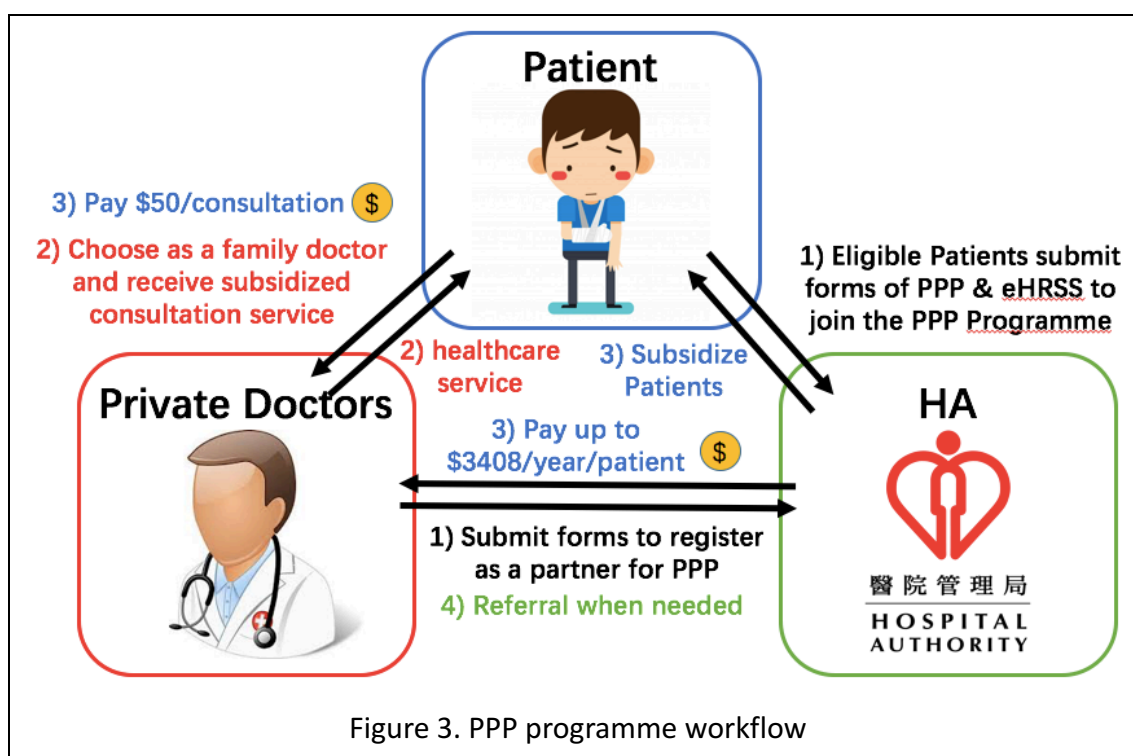 Patient
3) Pay $50/consultation $
2) Choose as a family doctor
and receive subsidized
consultation service
1) Eligible Patients submit
forms of PPP & eHRSS to
join the PPP Programme
2) healthcare
service
3) Subsidize
Patients
Private Doctors
HA
3) Pay up to
$3408/year/patient $
1) Submit forms to register
as a partner for PPP
4) Referral when needed
醫院管理局
HOSPITAL
AUTHORITY
Figure 3. PPP programme workflow